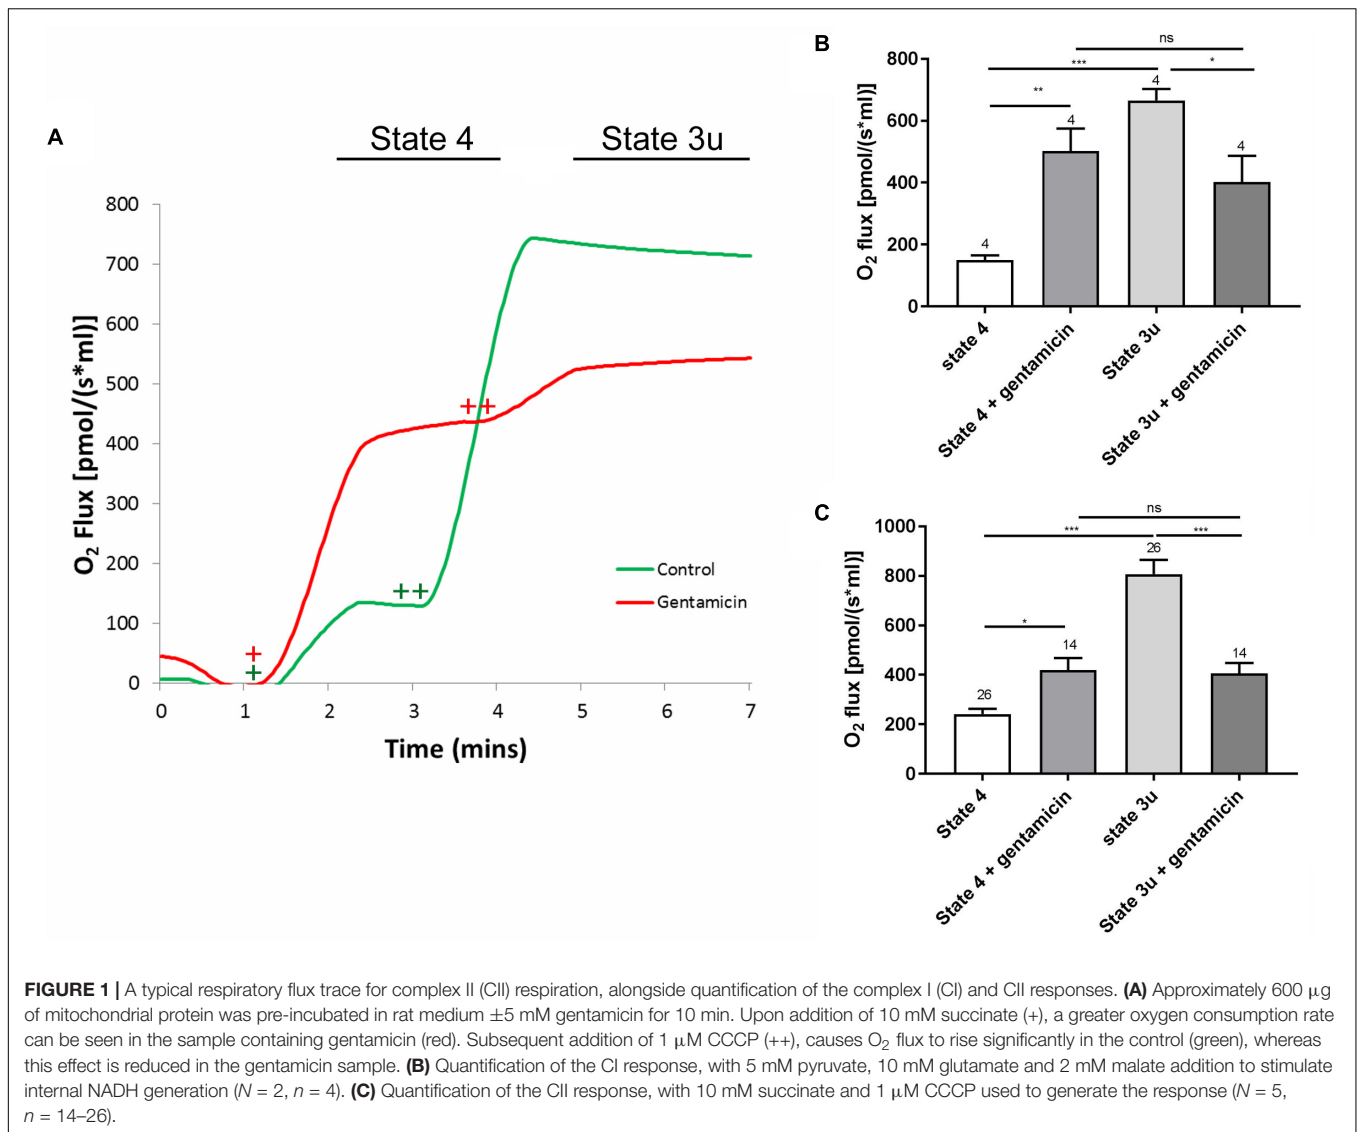 A
State 4
State 3u
800
700
600
500
400
300
200
100
0
O2 Flux [pmol/(s*ml)]
++
++
+
+
Control
Gentamicin
0 1 2 3 4 5 6 7
Time (mins)
B
ns
***
*
**
800
600
400
200
0
O2 flux [pmol/(s*ml)]
4
4
4
4
state 4
State 4 + gentamicin
State 3u
State 3u + gentamicin
C
ns
***
***
*
1000
800
600
400
200
0
O2 flux [pmol/(s*ml)]
26
14
26
14
State 4
State 4 + gentamicin
state 3u
State 3u + gentamicin
FIGURE 1 | A typical respiratory flux trace for complex II (CII) respiration, alongside quantification of the complex I (CI) and CII responses. (A) Approximately 600 μg
of mitochondrial protein was pre-incubated in rat medium ±5 mM gentamicin for 10 min. Upon addition of 10 mM succinate (+), a greater oxygen consumption rate
can be seen in the sample containing gentamicin (red). Subsequent addition of 1 μM CCCP (++), causes O2 flux to rise significantly in the control (green), whereas
this effect is reduced in the gentamicin sample. (B) Quantification of the CI response, with 5 mM pyruvate, 10 mM glutamate and 2 mM malate addition to stimulate
internal NADH generation (N = 2, n = 4). (C) Quantification of the CII response, with 10 mM succinate and 1 μM CCCP used to generate the response (N = 5,
n = 14–26).